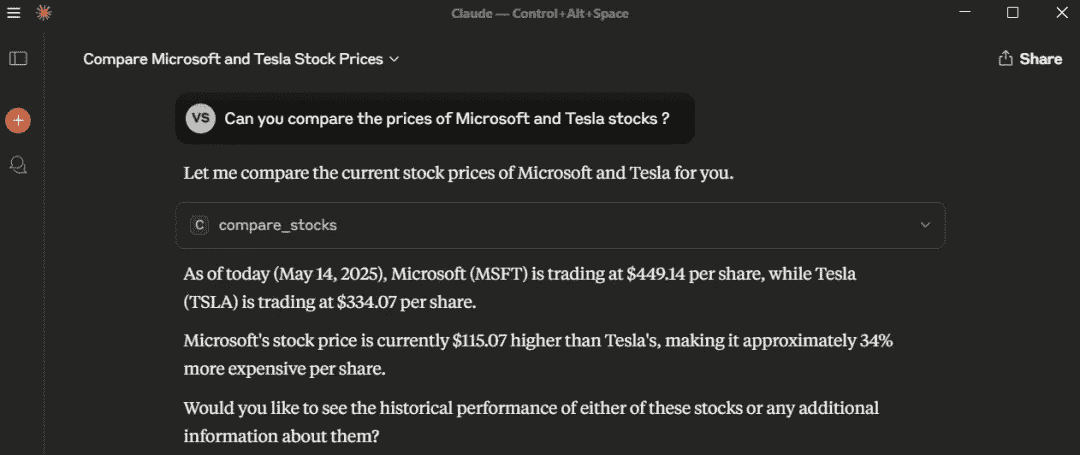 Claude — Control+Alt+Space
Compare Microsoft and Tesla Stock Prices
Share
VS Can you compare the prices of Microsoft and Tesla stocks ?
Let me compare the current stock prices of Microsoft and Tesla for you.
C compare_stocks
As of today (May 14, 2025), Microsoft (MSFT) is trading at $449.14 per share, while Tesla
(TSLA) is trading at $334.07 per share.
Microsoft's stock price is currently $115.07 higher than Tesla's, making it approximately 34%
more expensive per share.
Would you like to see the historical performance of either of these stocks or any additional
information about them?